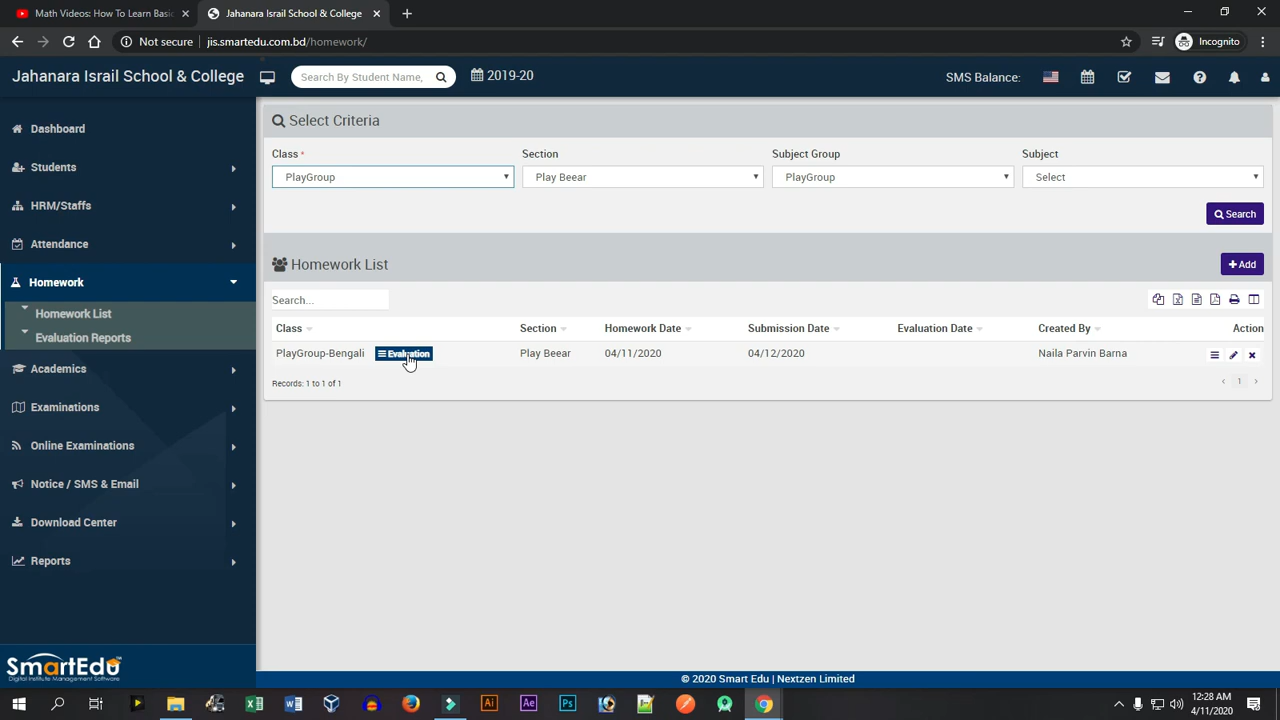 Math Videos: How To Learn Basic
Jahanara Israil School & College
Not secure jis.smartedu.com.bd/homework/
Incognito
Jahanara Israil School & College
Search By Student Name,
2019-20
SMS Balance:
Dashboard
Students
HRM/Staffs
Attendance
Homework
Homework List
Evaluation Reports
Academics
Examinations
Online Examinations
Notice / SMS & Email
Download Center
Reports
SmartEdu
Digital Institute Management Software
Select Criteria
Class * Section Subject Group Subject
PlayGroup Play Beear PlayGroup Select
Search
Homework List
Add
Search...
Class Section Homework Date Submission Date Evaluation Date Created By Action
PlayGroup-Bengali Evaluation Play Beear 04/11/2020 04/12/2020 Naila Parvin Barna
Records: 1 to 1 of 1
1
© 2020 Smart Edu | Nextzen Limited
Ai
Ae
Ps
12:28 AM
4/11/2020